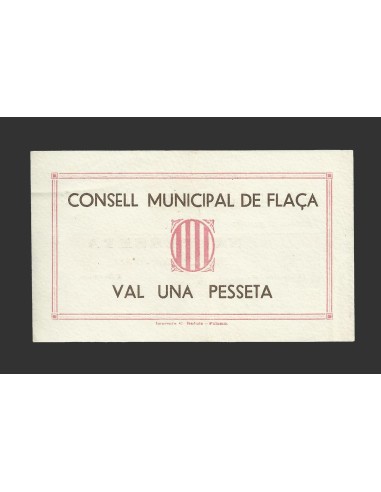 CONSELL MUNICIPAL DE FLAÇA
VAL UNA PESSETA